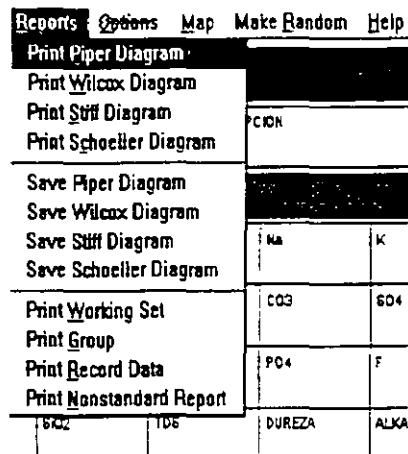 Reports Options Map Make Random Help
Print Piper Diagram
Print Wilcox Diagram
Print Stiff Diagram
PCION
Print Schoeller Diagram
Save Piper Diagram
Save Wilcox Diagram
Save Stiff Diagram
Na K
Save Schoeller Diagram
Print Working Set
CO3 SO4
Print Group
Print Record Data
PO4 F
Print Nonstandard Report
SiO2 TDS DUREZA ALKA